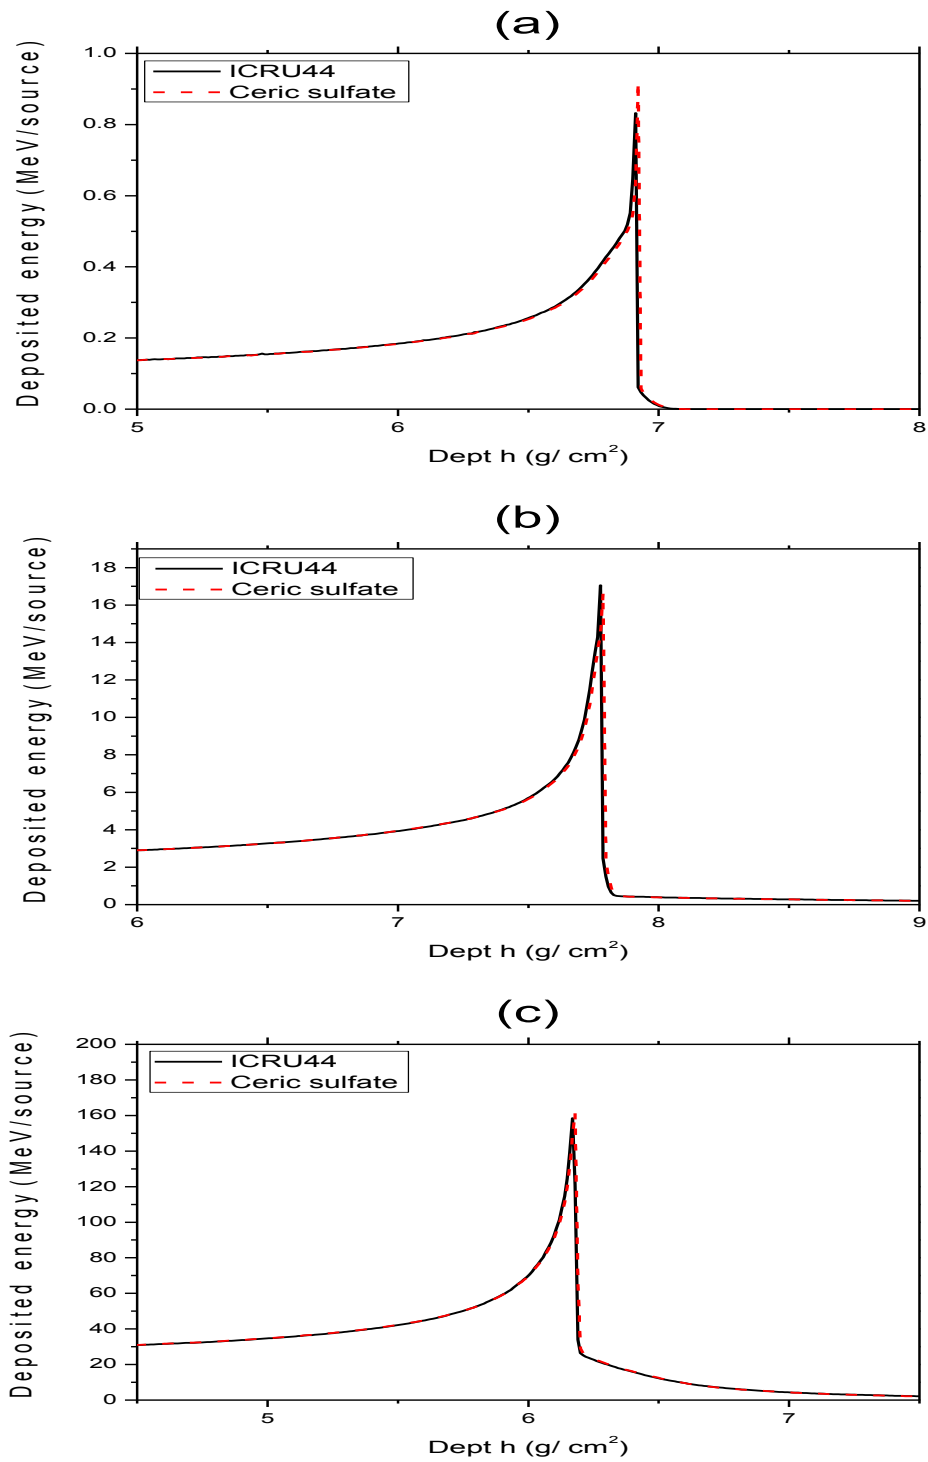 (a)
Deposited energy (MeV/source)
1.0
0.8
0.6
0.4
0.2
0.0
ICRU44
Ceric sulfate
5 6 7 8
Dept h (g/ cm²)
(b)
Deposited energy (MeV/source)
18
16
14
12
10
8
6
4
2
0
ICRU44
Ceric sulfate
6 7 8 9
Dept h (g/ cm²)
(c)
Deposited energy (MeV/source)
200
180
160
140
120
100
80
60
40
20
0
ICRU44
Ceric sulfate
5 6 7
Dept h (g/ cm²)